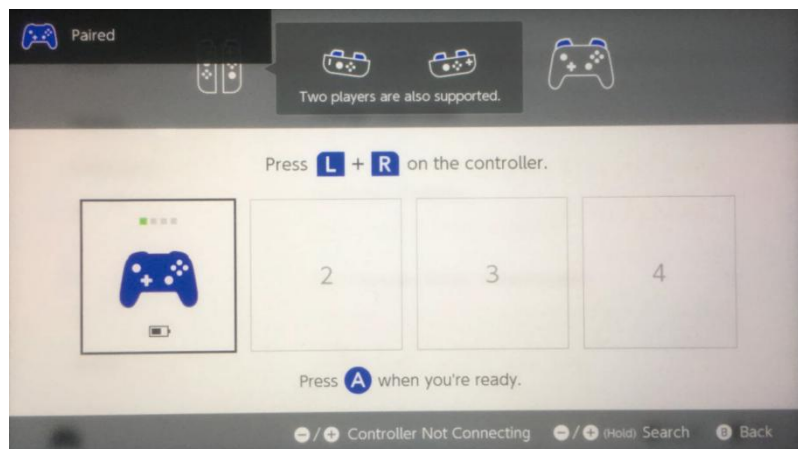 Paired
Two players are also supported.
Press L + R on the controller.
2
3
4
Press A when you're ready.
⊖/⊕ Controller Not Connecting ⊖/⊕ (Hold) Search B Back